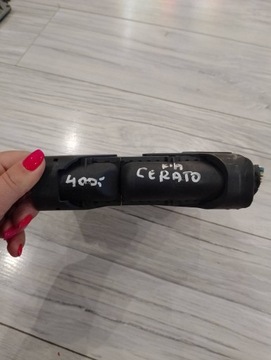 400,-
KIA
CERATO